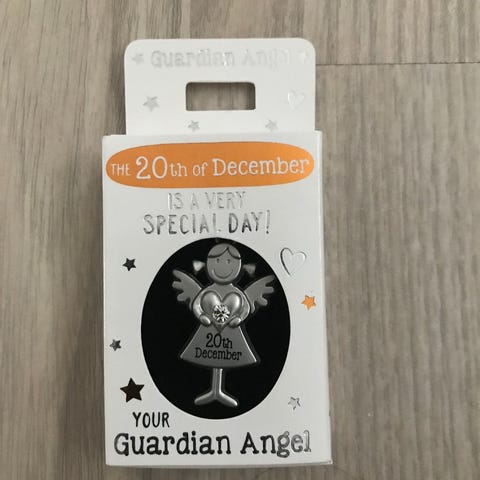 Guardian Angel
THE 20th of December
IS A VERY
SPECIAL DAY!
20th
December
YOUR
Guardian Angel